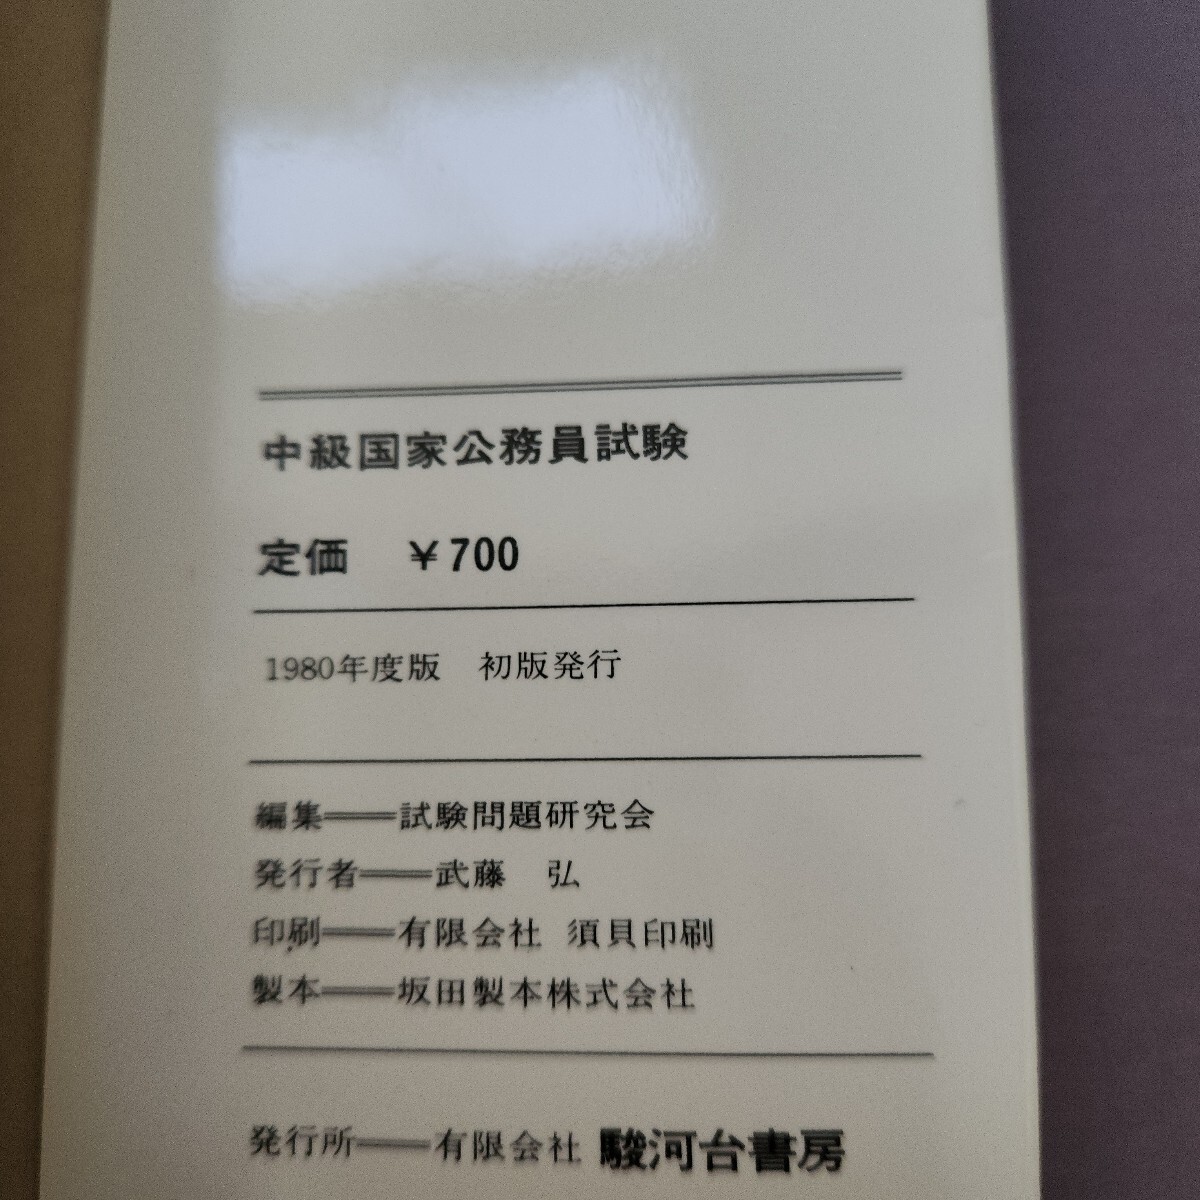 中級国家公務員試験
定価　￥700
1980年度版　初版発行
編集══試験問題研究会
発行者══武藤　弘
印刷══有限会社 須貝印刷
製本══坂田製本株式会社
発行所══有限会社 駿河台書房